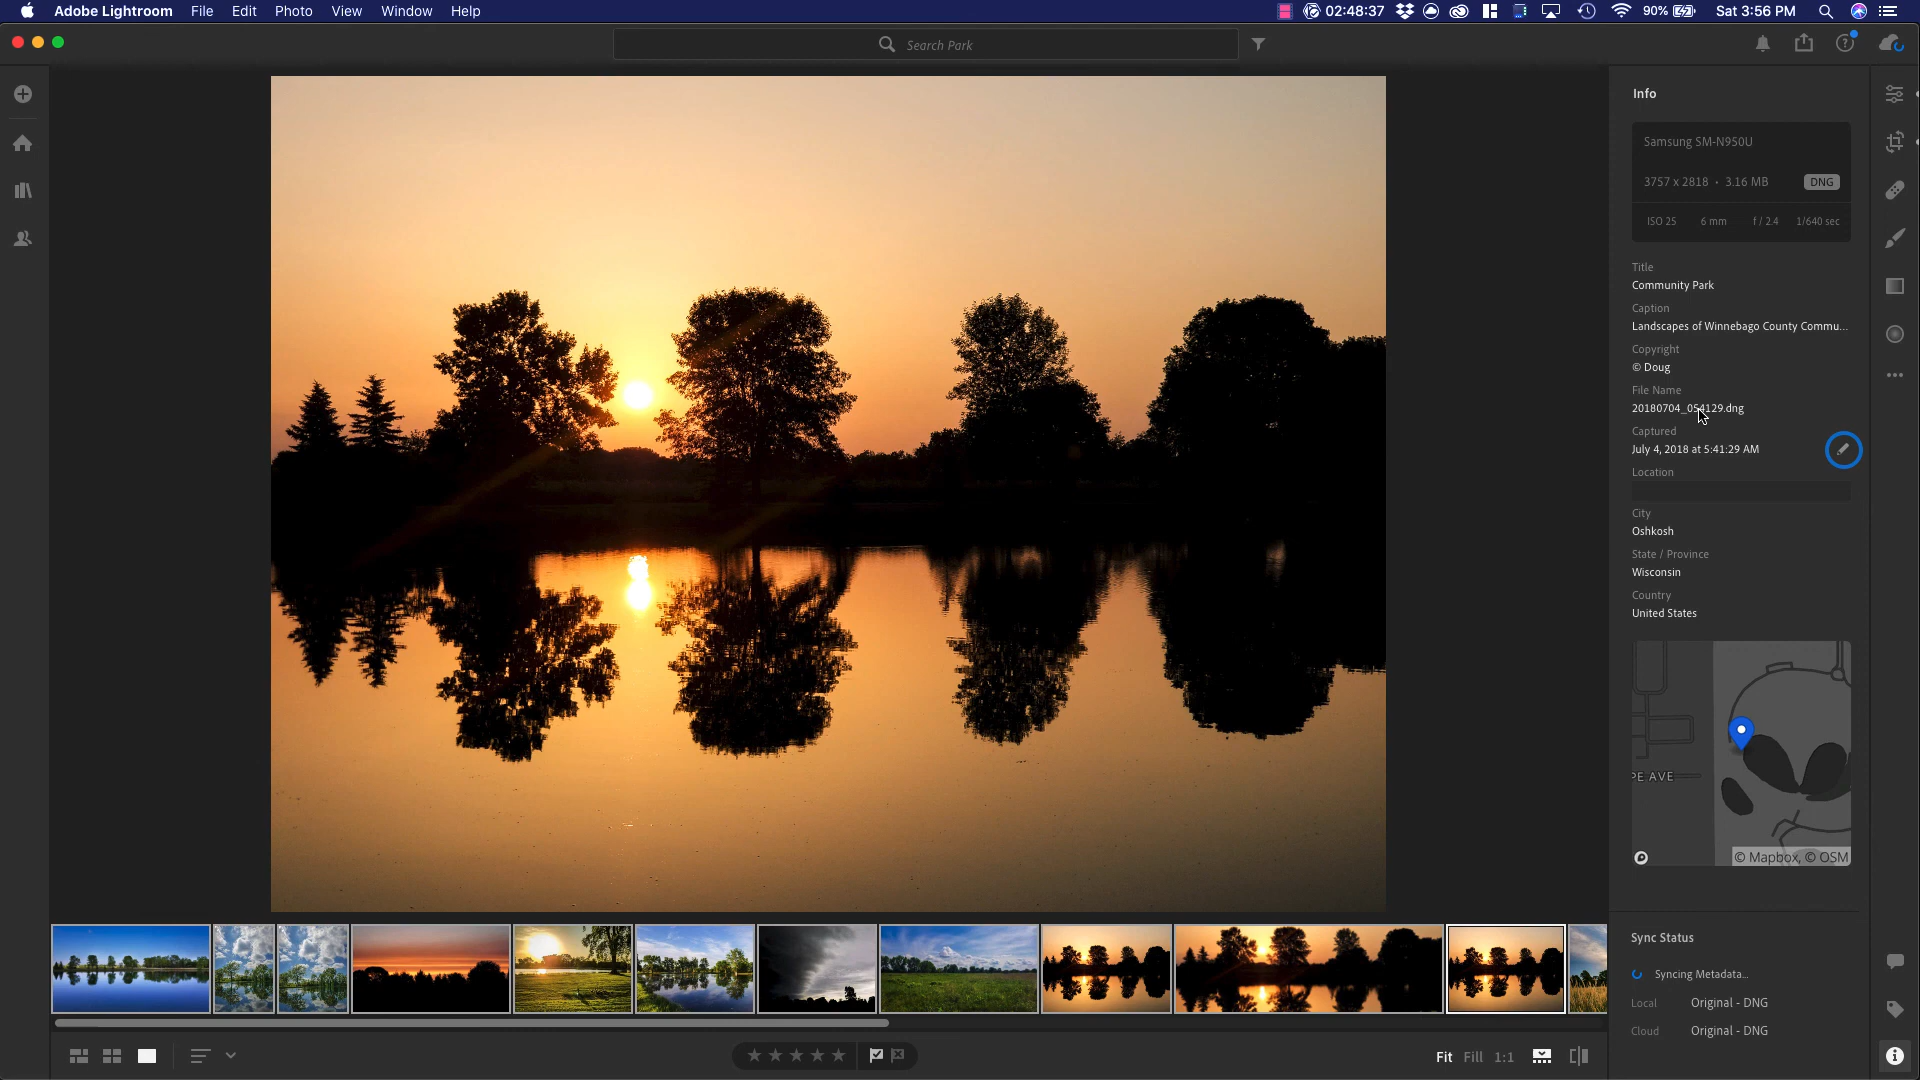 Adobe Lightroom File Edit Photo View Window Help 02:48:37 90% Sat 3:56 PM
Search Park
Info
Samsung SM-N950U
3757 x 2818 • 3.16 MB DNG
ISO 25 6 mm f / 2.4 1/640 sec
Title
Community Park
Caption
Landscapes of Winnebago County Commu...
Copyright
© Doug
File Name
20180704_054129.dng
Captured
July 4, 2018 at 5:41:29 AM
Location
City
Oshkosh
State / Province
Wisconsin
Country
United States
PE AVE
© Mapbox, © OSM
Sync Status
Syncing Metadata...
Local Original - DNG
Cloud Original - DNG
Fit Fill 1:1